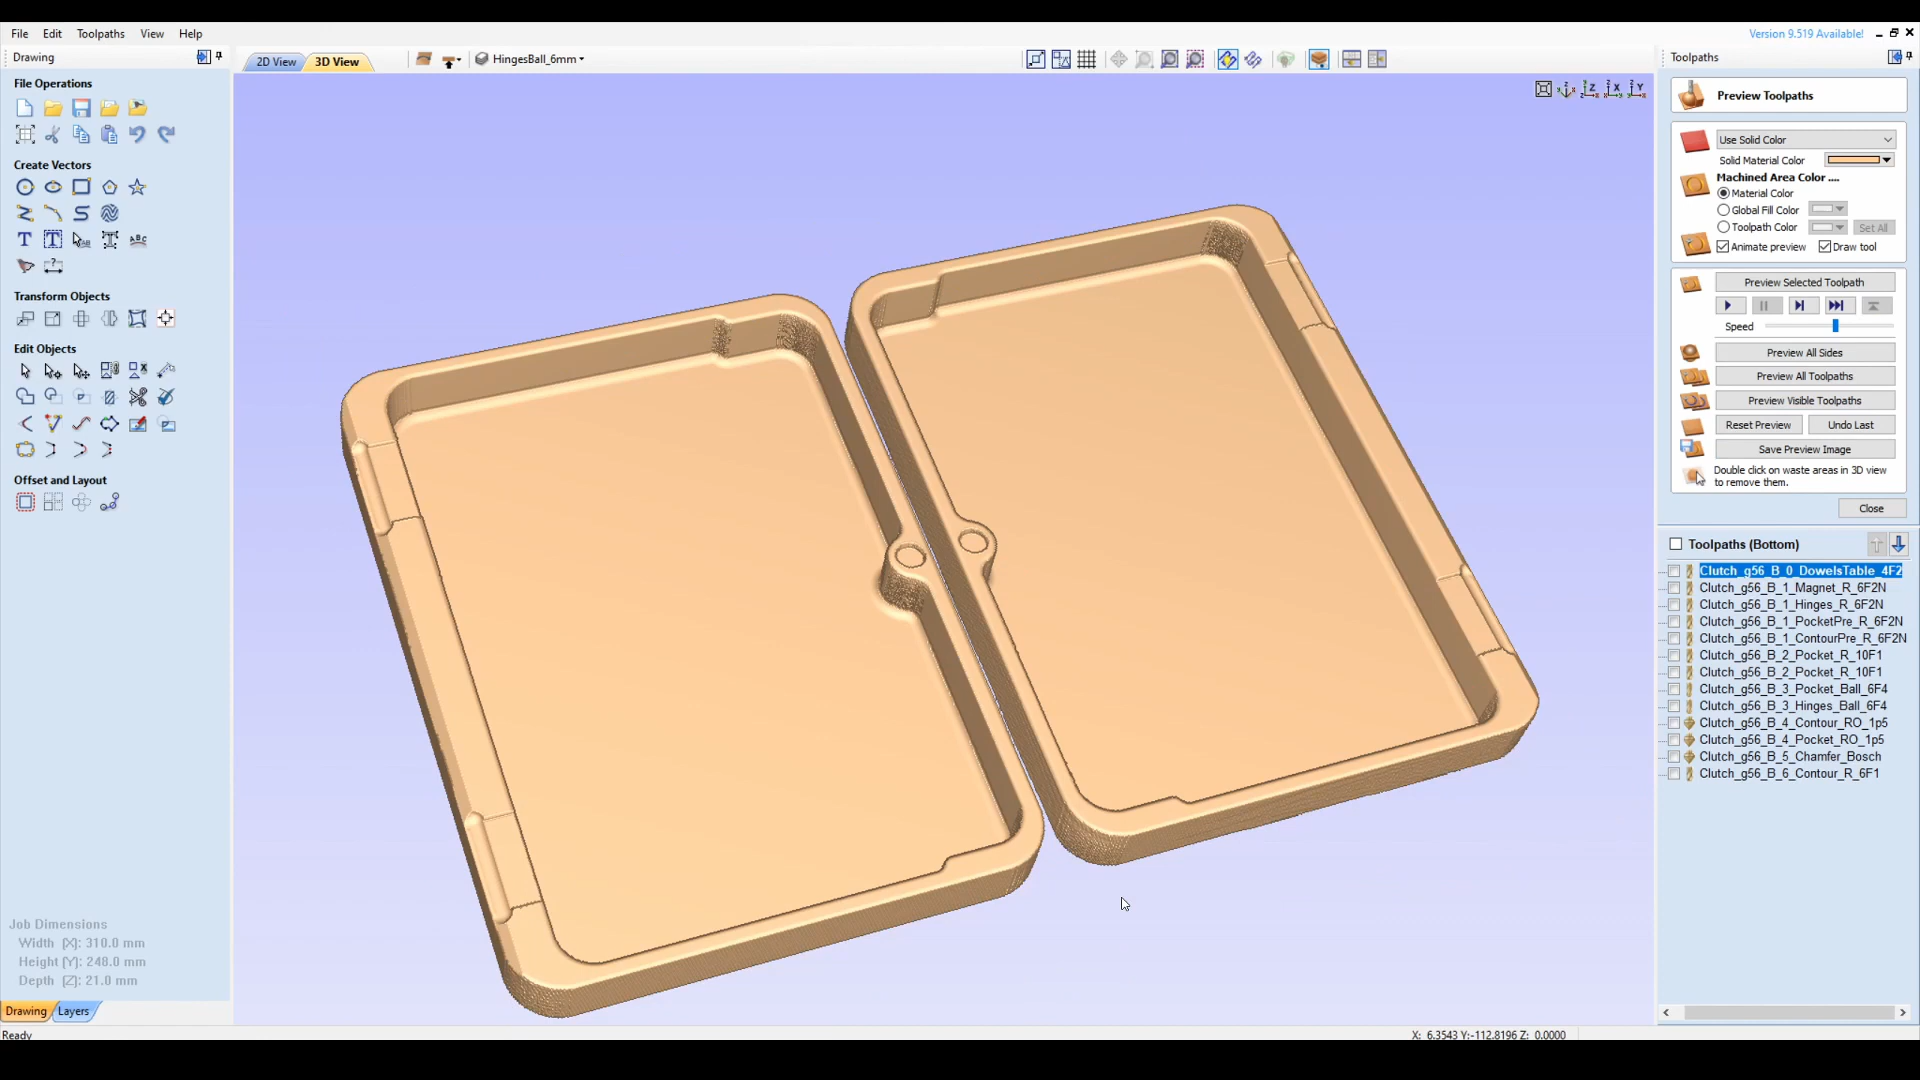 File Edit Toolpaths View Help
Version 9.519 Available!
Drawing
2D View 3D View
HingesBall_6mm
Toolpaths
File Operations
Create Vectors
Transform Objects
Edit Objects
Offset and Layout
Job Dimensions
Width [X]: 310.0 mm
Height [Y]: 248.0 mm
Depth [Z]: 21.0 mm
Drawing Layers
Ready
Preview Toolpaths
Use Solid Color
Solid Material Color
Machined Area Color ....
Material Color
Global Fill Color
Toolpath Color Set All
Animate preview Draw tool
Preview Selected Toolpath
Speed
Preview All Sides
Preview All Toolpaths
Preview Visible Toolpaths
Reset Preview Undo Last
Save Preview Image
Double click on waste areas in 3D view
to remove them.
Close
Toolpaths (Bottom)
Clutch_g56_B_0_DowelsTable_4F2
Clutch_g56_B_1_Magnet_R_6F2N
Clutch_g56_B_1_Hinges_R_6F2N
Clutch_g56_B_1_PocketPre_R_6F2N
Clutch_g56_B_1_ContourPre_R_6F2N
Clutch_g56_B_2_Pocket_R_10F1
Clutch_g56_B_2_Pocket_R_10F1
Clutch_g56_B_3_Pocket_Ball_6F4
Clutch_g56_B_3_Hinges_Ball_6F4
Clutch_g56_B_4_Contour_RO_1p5
Clutch_g56_B_4_Pocket_RO_1p5
Clutch_g56_B_5_Chamfer_Bosch
Clutch_g56_B_6_Contour_R_6F1
X: 6.3543 Y:-112.8196 Z: 0.0000